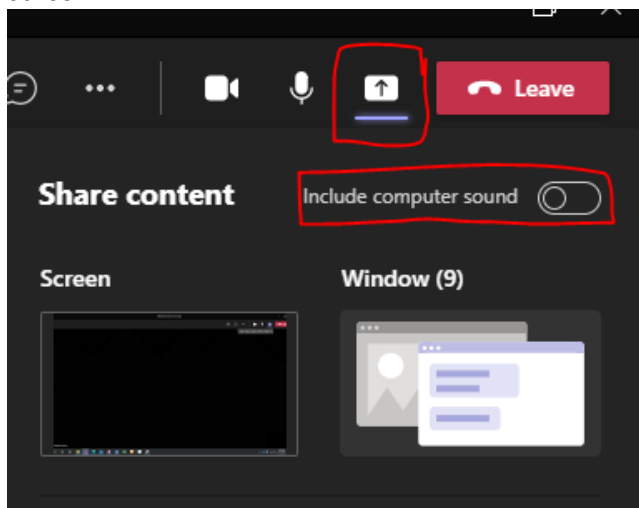 Leave
Share content
Include computer sound
Screen
Window (9)